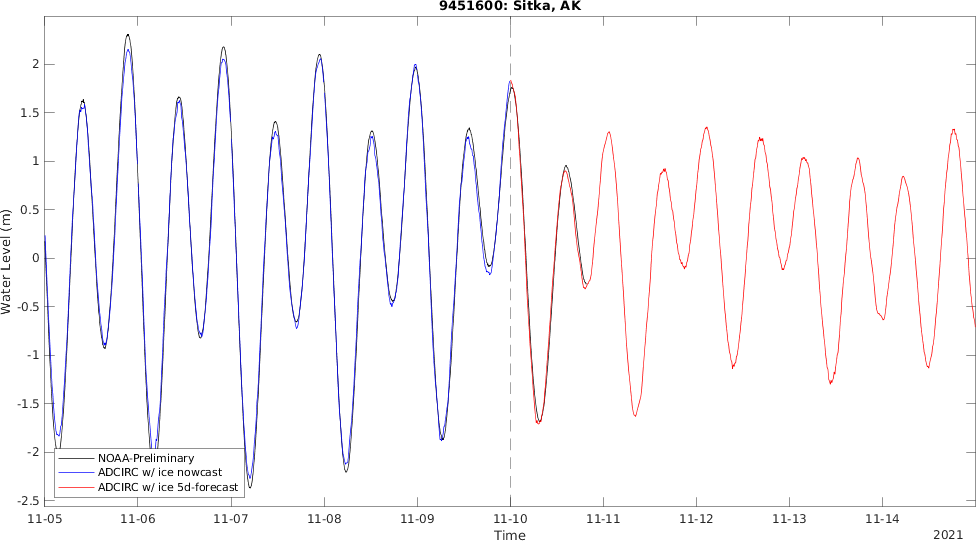 9451600: Sitka, AK
Water Level (m)
2
1.5
1
0.5
0
-0.5
-1
-1.5
-2
-2.5
NOAA-Preliminary
ADCIRC w/ ice nowcast
ADCIRC w/ ice 5d-forecast
11-05 11-06 11-07 11-08 11-09 11-10 11-11 11-12 11-13 11-14
Time
2021